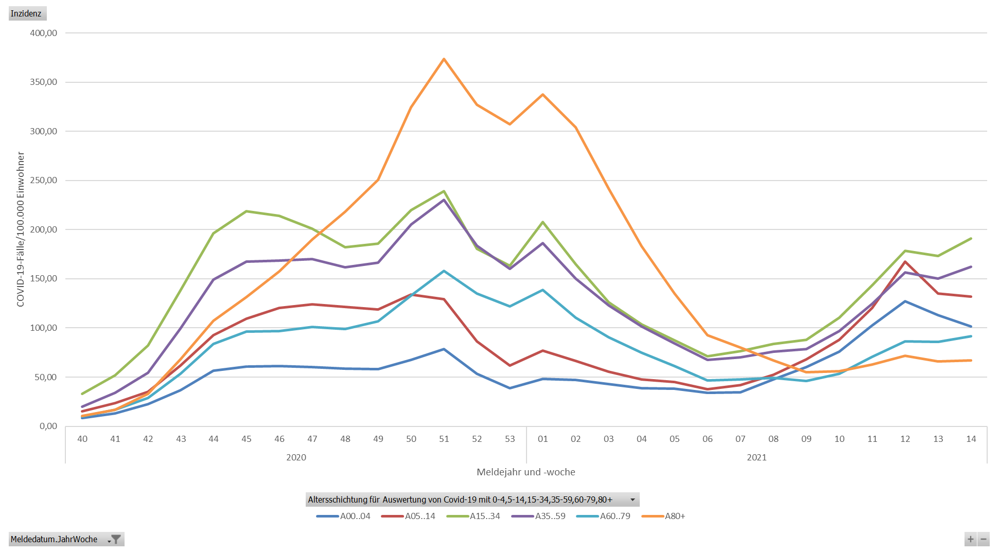 Inzidenz
400,00
350,00
300,00
250,00
200,00
150,00
100,00
50,00
0,00
COVID-19-Fälle/100.000 Einwohner
40 41 42 43 44 45 46 47 48 49 50 51 52 53 01 02 03 04 05 06 07 08 09 10 11 12 13 14
2020 2021
Meldejahr und -woche
Altersschichtung für Auswertung von Covid-19 mit 0-4,5-14,15-34,35-59,60-79,80+
A00..04 A05..14 A15..34 A35..59 A60..79 A80+
Meldedatum.JahrWoche
+ −